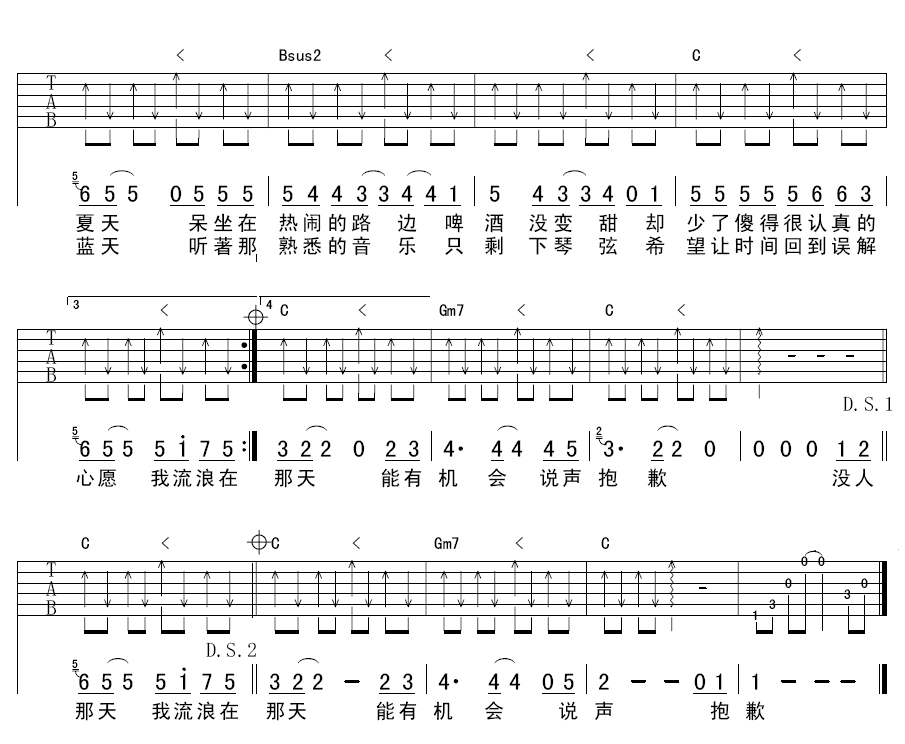 Bsus2 C
T A B
5 6 5 5 0 5 5 5 5 4 4 3 3 4 4 1 5 4 3 3 4 0 1 5 5 5 5 5 6 6 3
夏天 呆坐在 热闹的路 边 啤 酒 没变 甜 却 少了傻得很认真的
蓝天 听著那 熟悉的音 乐 只 剩 下琴 弦 希 望让时间回到误解
3 4 C Gm7 C
T A B
D.S.1
5 6 5 5 5 i 7 5 3 2 2 0 2 3 4· 4 4 4 5 2 3· 2 2 0 0 0 0 1 2
心愿 我流浪在 那天 能有 机 会 说声 抱 歉 没人
C C Gm7 C
T A B 1 3 0 0 0 3 0
D.S.2
5 6 5 5 5 i 7 5 3 2 2 — 2 3 4· 4 4 0 5 2 — — 0 1 1 — — —
那天 我流浪在 那天 能有 机 会 说 声 抱 歉